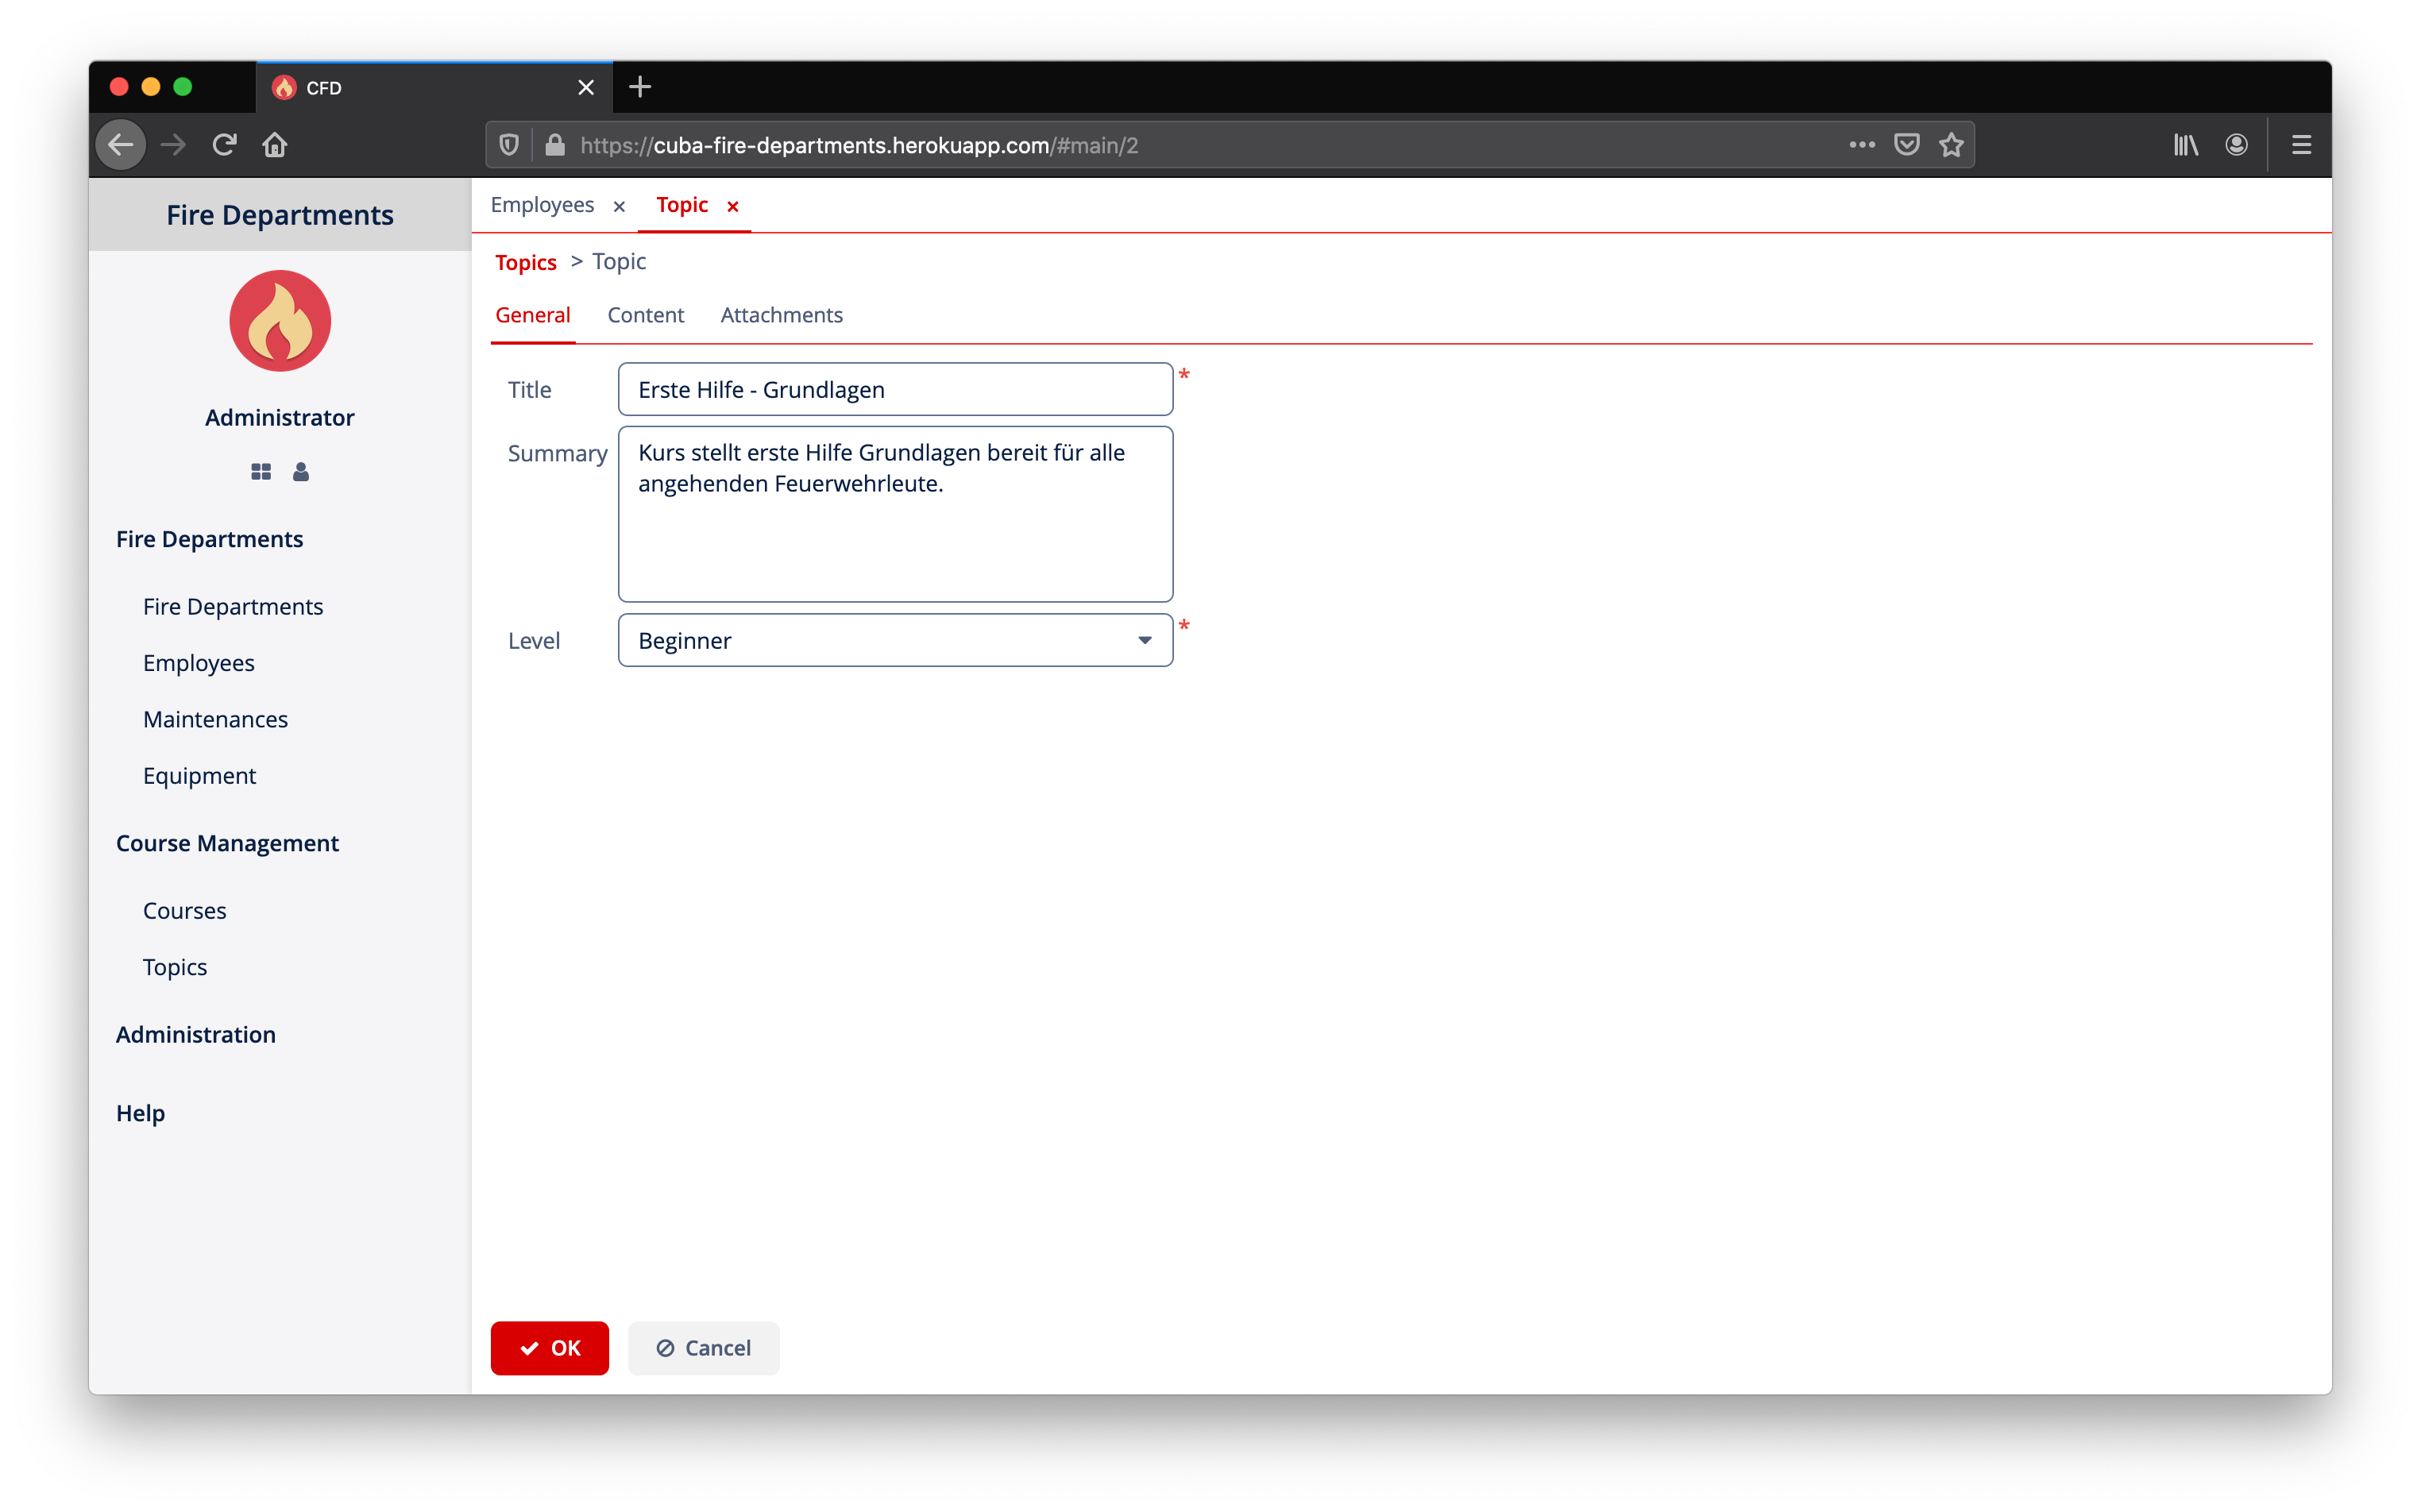 CFD
https://cuba-fire-departments.herokuapp.com/#main/2
Fire Departments
Administrator
Fire Departments
Fire Departments
Employees
Maintenances
Equipment
Course Management
Courses
Topics
Administration
Help
Employees Topic
Topics > Topic
General Content Attachments
Title Erste Hilfe - Grundlagen *
Summary Kurs stellt erste Hilfe Grundlagen bereit für alle
angehenden Feuerwehrleute.
Level Beginner *
OK Cancel